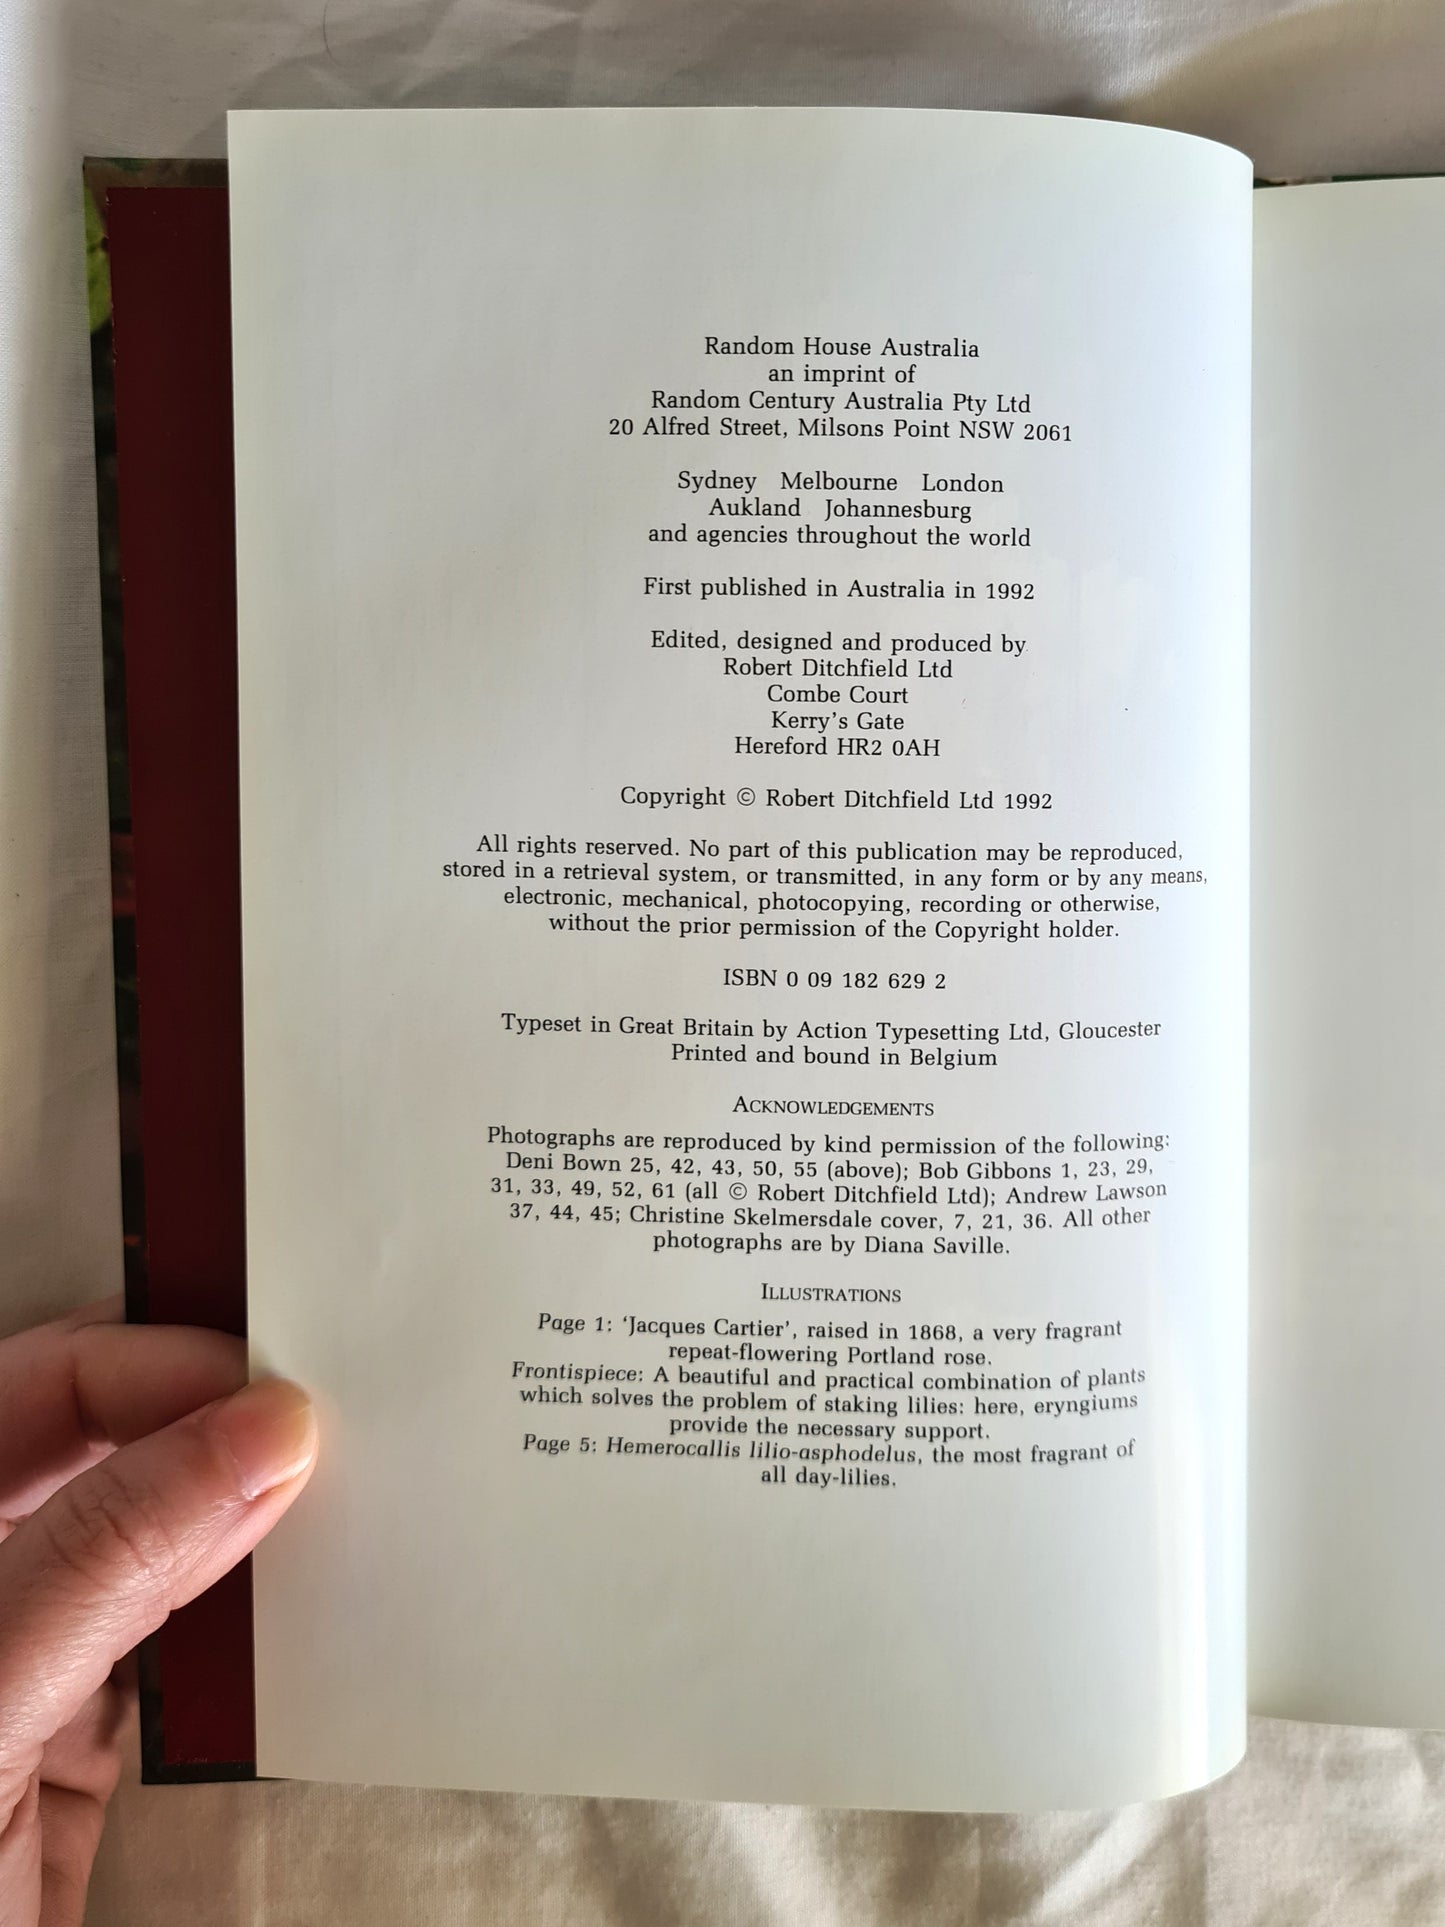 Random House Australia
an imprint of
Random Century Australia Pty Ltd
20 Alfred Street, Milsons Point NSW 2061
Sydney Melbourne London
Aukland Johannesburg
and agencies throughout the world
First published in Australia in 1992
Edited, designed and produced by
Robert Ditchfield Ltd
Combe Court
Kerry's Gate
Hereford HR2 0AH
Copyright © Robert Ditchfield Ltd 1992
All rights reserved. No part of this publication may be reproduced,
stored in a retrieval system, or transmitted, in any form or by any means,
electronic, mechanical, photocopying, recording or otherwise,
without the prior permission of the Copyright holder.
ISBN 0 09 182 629 2
Typeset in Great Britain by Action Typesetting Ltd, Gloucester
Printed and bound in Belgium
ACKNOWLEDGEMENTS
Photographs are reproduced by kind permission of the following:
Deni Bown 25, 42, 43, 50, 55 (above); Bob Gibbons 1, 23, 29,
31, 33, 49, 52, 61 (all © Robert Ditchfield Ltd); Andrew Lawson
37, 44, 45; Christine Skelmersdale cover, 7, 21, 36. All other
photographs are by Diana Saville.
ILLUSTRATIONS
Page 1: 'Jacques Cartier', raised in 1868, a very fragrant
repeat-flowering Portland rose.
Frontispiece: A beautiful and practical combination of plants
which solves the problem of staking lilies: here, eryngiums
provide the necessary support.
Page 5: Hemerocallis lilio-asphodelus, the most fragrant of
all day-lilies.